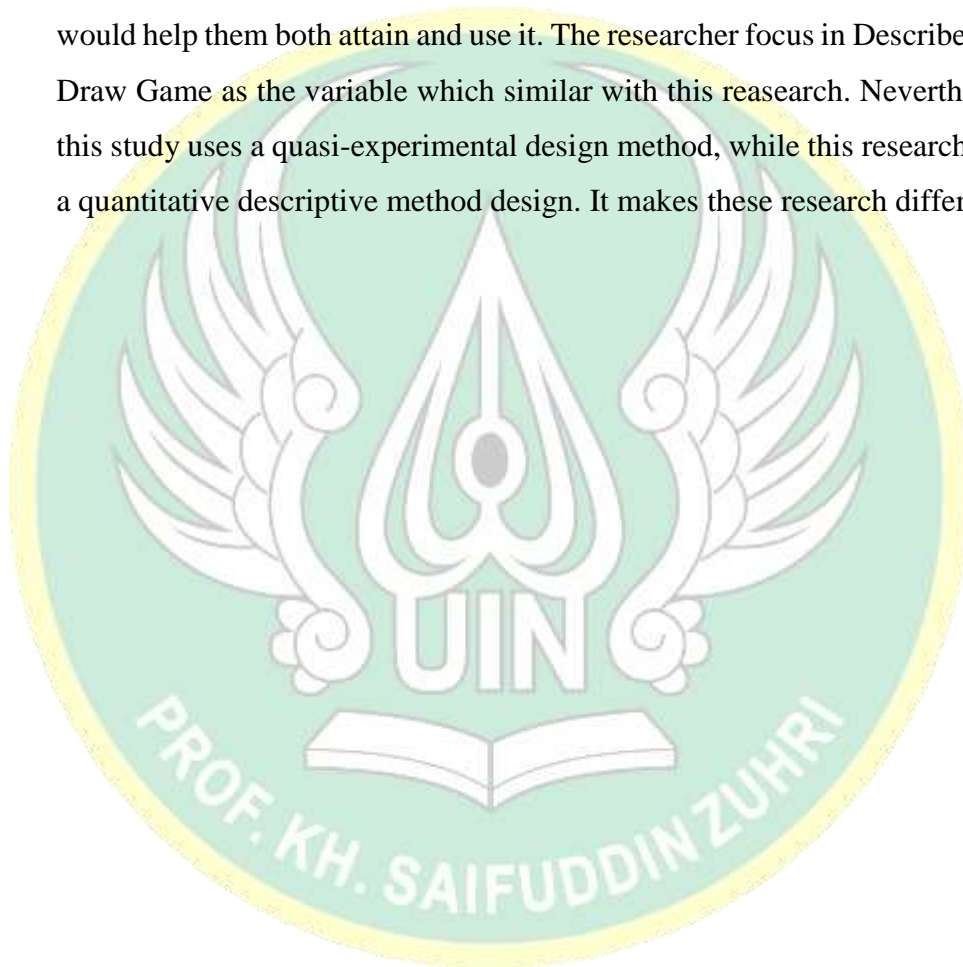 would help them both attain and use it. The researcher focus in Describe
Draw Game as the variable which similar with this reasearch. Neverth
this study uses a quasi-experimental design method, while this research
a quantitative descriptive method design. It makes these research differ
UIN
PROF. KH. SAIFUDDIN ZUHRI